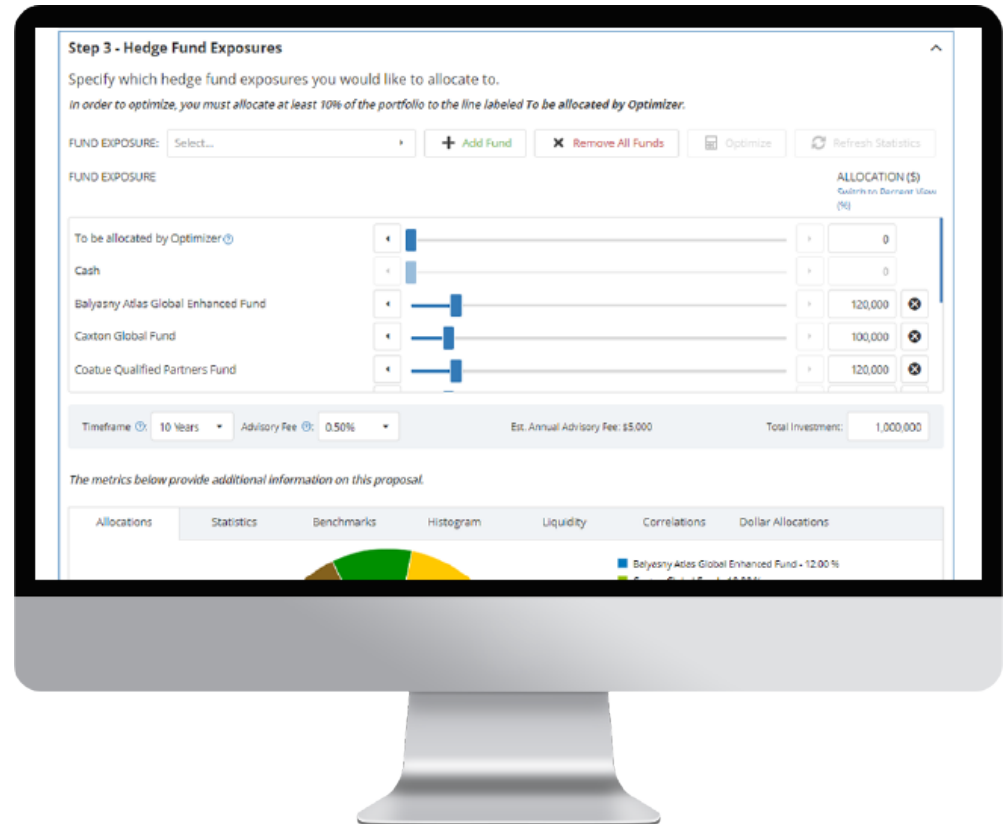 Step 3 - Hedge Fund Exposures
Specify which hedge fund exposures you would like to allocate to.
In order to optimize, you must allocate at least 10% of the portfolio to the line labeled To be allocated by Optimizer.
FUND EXPOSURE: Select... Add Fund Remove All Funds Optimize Refresh Statistics
FUND EXPOSURE ALLOCATION ($)
Switch to Percent View
(%)
To be allocated by Optimizer 0
Cash 0
Balyasny Atlas Global Enhanced Fund 120,000
Caxton Global Fund 100,000
Coatue Qualified Partners Fund 120,000
Timeframe : 10 Years Advisory Fee : 0.50% Est. Annual Advisory Fee: $5,000 Total Investment: 1,000,000
The metrics below provide additional information on this proposal.
Allocations Statistics Benchmarks Histogram Liquidity Correlations Dollar Allocations
Balyasny Atlas Global Enhanced Fund - 12.00 %